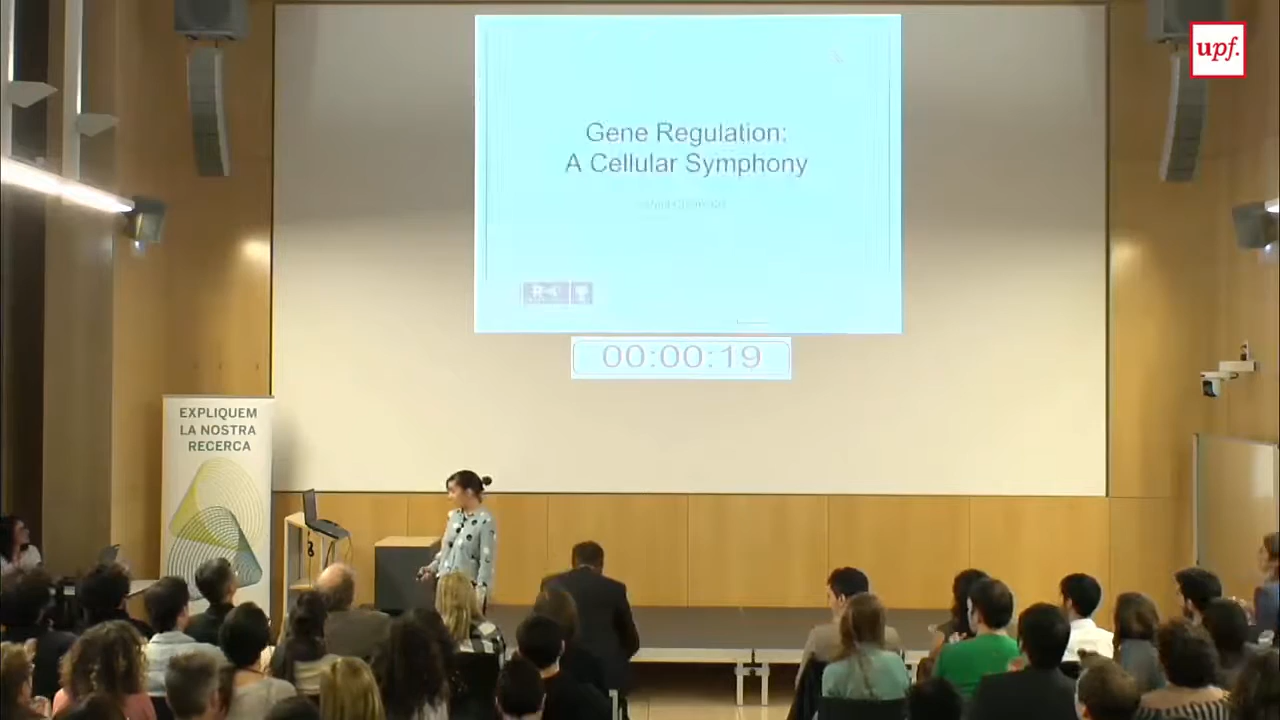 upf.
Gene Regulation:
A Cellular Symphony
00:00:19
EXPLIQUEM
LA NOSTRA
RECERCA